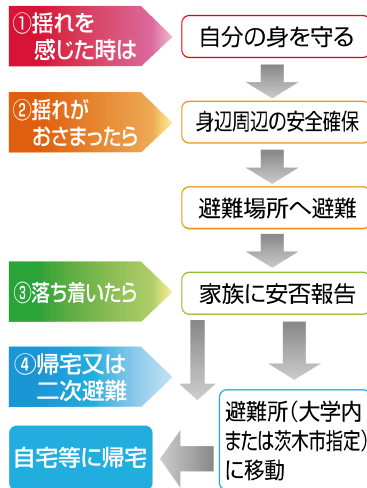 ①揺れを
感じた時は
自分の身を守る
②揺れが
おさまったら
身辺周辺の安全確保
避難場所へ避難
③落ち着いたら
家族に安否報告
④帰宅又は
二次避難
避難所（大学内
または茨木市指定）
に移動
自宅等に帰宅